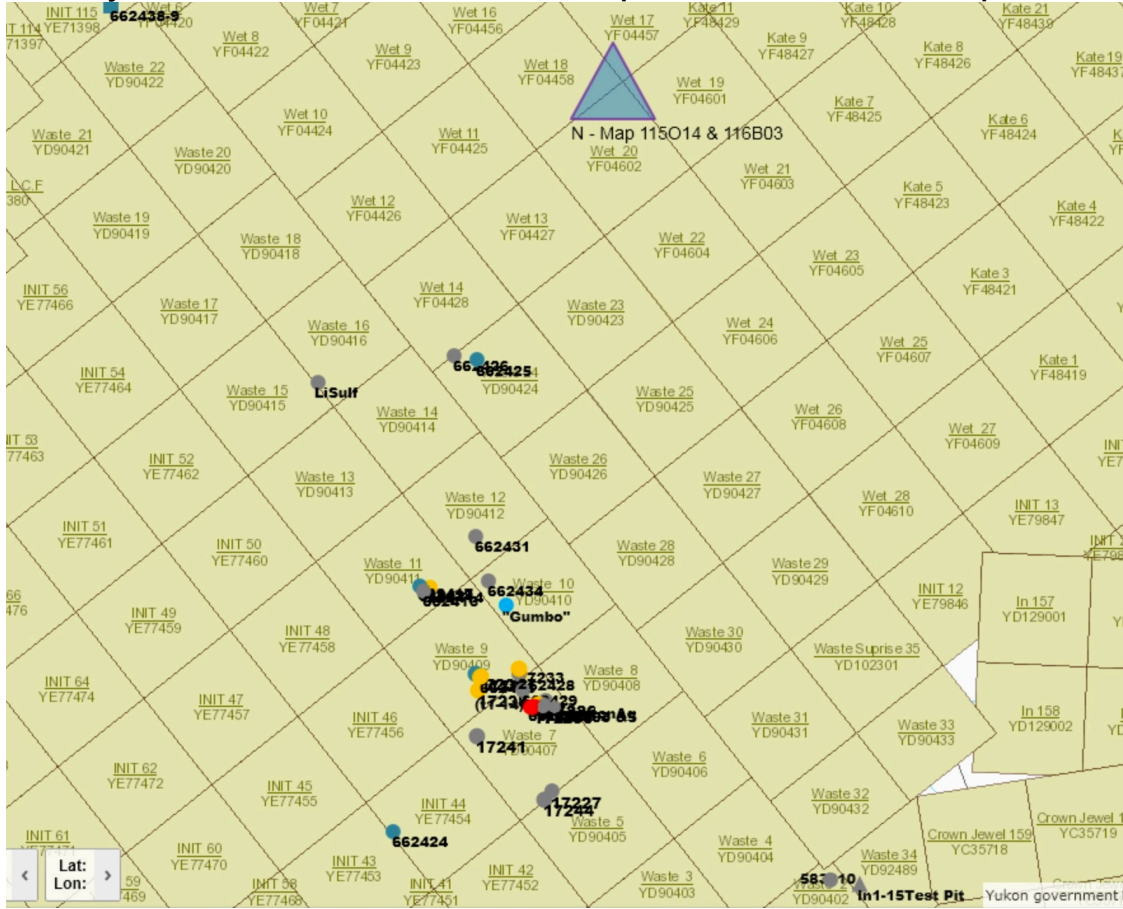 INIT 115
YE71398
662438-9
Wet 6
YF04420
Wet 7
YF04421
Wet 16
YF04456
Wet 17
YF04457
Kate 11
YF48429
Kate 10
YF48428
Kate 21
YF48439
71397
Wet 8
YF04422
Wet 9
YF04423
Wet 18
YF04458
Kate 9
YF48427
Kate 8
YF48426
Kate 19
YF48437
Waste 22
YD90422
Wet 19
YF04601
Kate 7
YF48425
Kate 6
YF48424
Wet 10
YF04424
Wet 11
YF04425
N - Map 115O14 & 116B03
Waste 21
YD90421
Waste 20
YD90420
Wet 20
YF04602
Wet 21
YF04603
L.C.F
380
Kate 5
YF48423
Kate 4
YF48422
Waste 19
YD90419
Wet 12
YF04426
Wet 13
YF04427
Waste 18
YD90418
Wet 22
YF04604
Wet 23
YF04605
Kate 3
YF48421
INIT 56
YE77466
Waste 17
YD90417
Wet 14
YF04428
Waste 23
YD90423
Waste 16
YD90416
Wet 24
YF04606
Wet 25
YF04607
Kate 1
YF48419
662426
662425
YD90424
INIT 54
YE77464
Waste 15
YD90415
LiSulf
Waste 14
YD90414
Waste 25
YD90425
Wet 26
YF04608
Wet 27
YF04609
IT 53
77463
INIT 52
YE77462
Waste 13
YD90413
Waste 26
YD90426
Waste 27
YD90427
Wet 28
YF04610
Waste 12
YD90412
INIT 13
YE79847
INIT 51
YE77461
INIT 50
YE77460
662431
Waste 28
YD90428
Waste 29
YD90429
Waste 11
YD90411
662434
Waste 10
YD90410
"Gumbo"
INIT 12
YE79846
In 157
YD129001
66
476
INIT 49
YE77459
INIT 48
YE77458
Waste 30
YD90430
Waste Suprise 35
YD102301
Waste 9
YD90409
Waste 8
YD90408
INIT 64
YE77474
INIT 47
YE77457
INIT 46
YE77456
Waste 31
YD90431
Waste 33
YD90433
In 158
YD129002
17241
Waste 7
YD90407
Waste 6
YD90406
INIT 62
YE77472
INIT 45
YE77455
INIT 44
YE77454
17227
17244
Waste 5
YD90405
Waste 32
YD90432
662424
INIT 61
INIT 60
YE77470
INIT 43
YE77453
INIT 42
YE77452
Waste 4
YD90404
Waste 34
YD92489
Crown Jewel 159
YC35718
Crown Jewel 1
YC35719
Lat:
Lon:
59
469
INIT 58
YE77468
INIT 41
YE77451
Waste 3
YD90403
YD90402
In1-15Test Pit
Yukon government